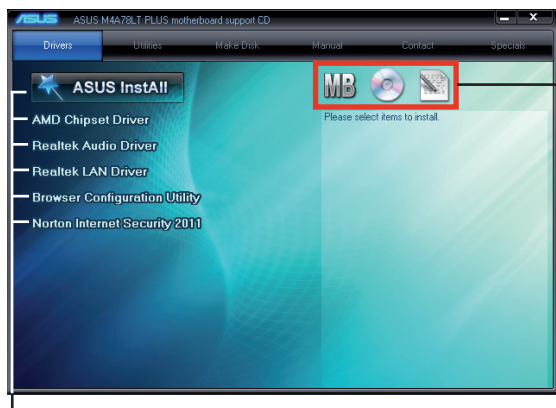 ASUS ASUS M4A78LT PLUS motherboard support CD
Drivers Utilities Make Disk Manual Contact Specials
ASUS InstAll
MB
AMD Chipset Driver
Please select items to install.
Realtek Audio Driver
Realtek LAN Driver
Browser Configuration Utility
Norton Internet Security 2011